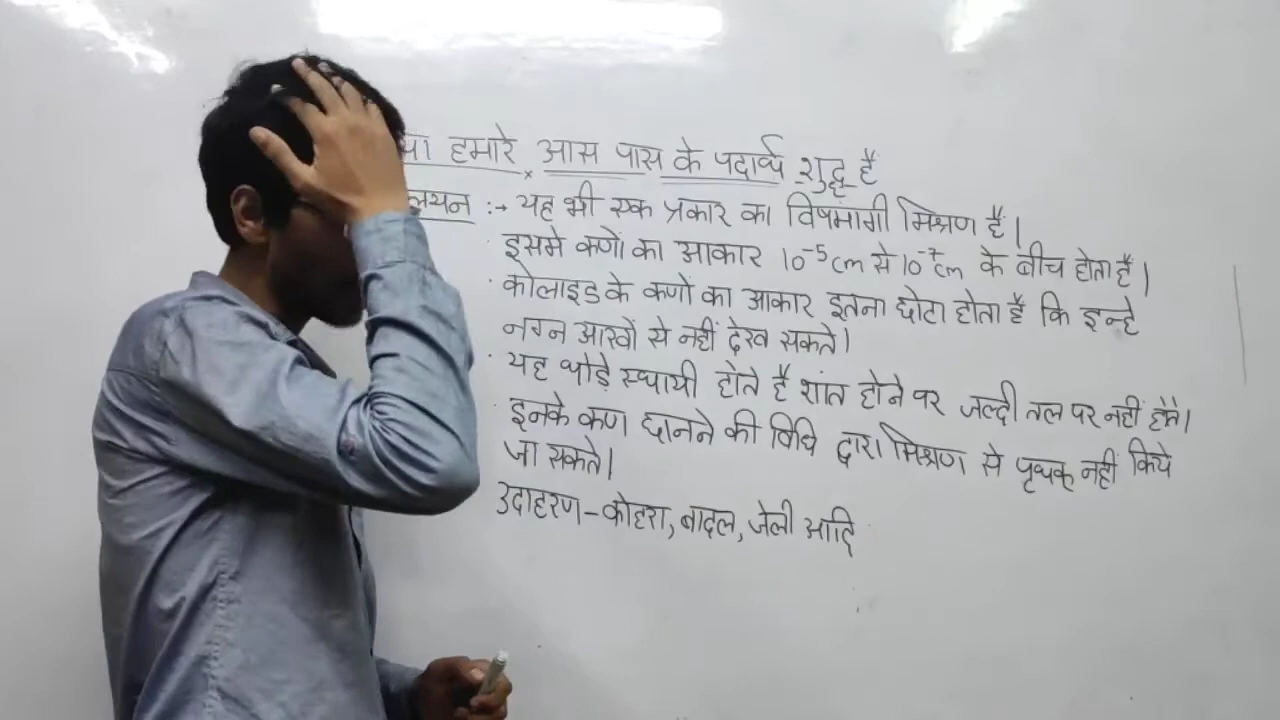 हमारे आस पास के पदार्थ शुद्ध है
:→ यह भी एक प्रकार का विषमांगी मिश्रण है।
· इसमे कणों का आकार 10⁻⁵cm से 10⁻⁷cm के बीच होता है।
· कोलाइड के कणों का आकार इतना छोटा होता है कि इन्हे
नग्न आखों से नहीं देख सकते।
· यह थोड़े स्थायी होते है शांत होने पर जल्दी तल पर नहीं होते।
· इनके कण छानने की विधि द्वारा मिश्रण से पृथक् नहीं किये
जा सकते।
उदाहरण – कोहरा, बादल, जेली आदि